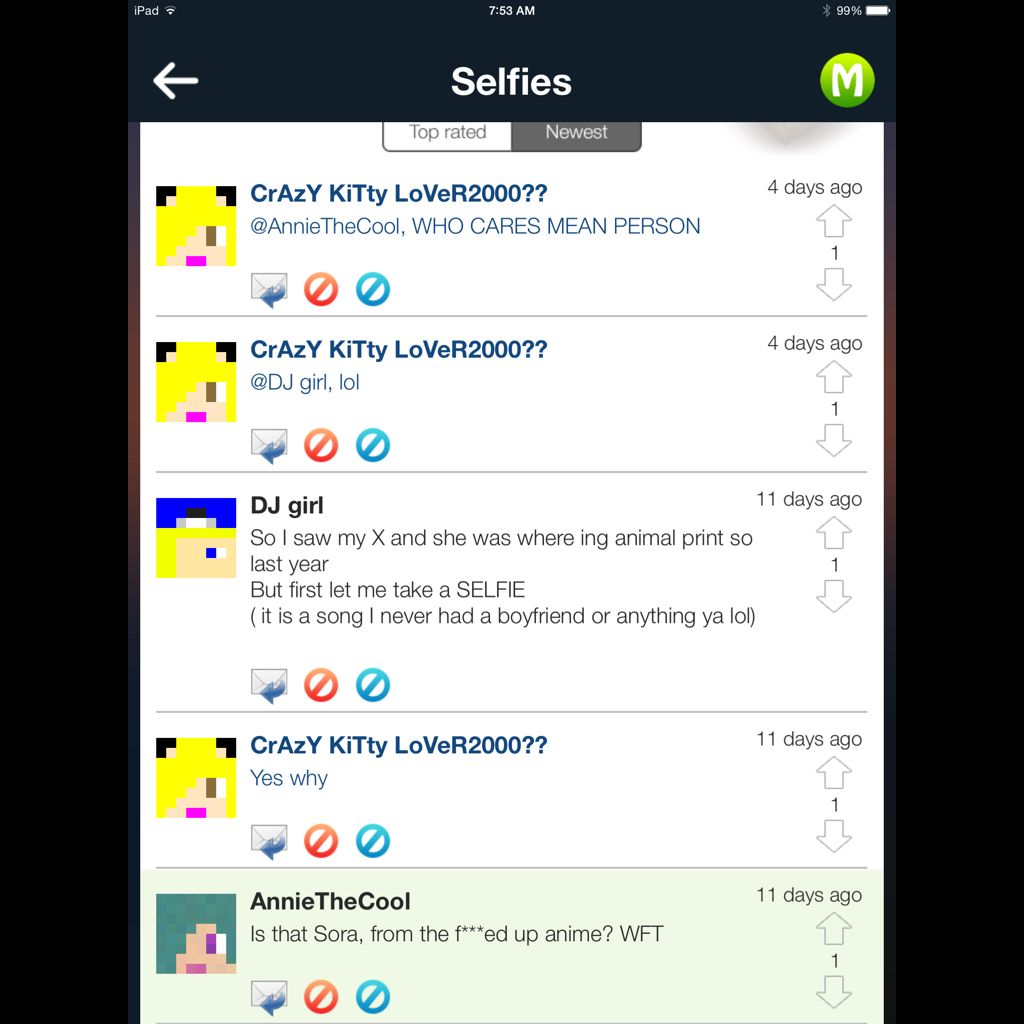 iPad 7:53 AM 99%
Selfies M
Top rated Newest
CrAzY KiTty LoVeR2000?? 4 days ago
@AnnieTheCool, WHO CARES MEAN PERSON
1
CrAzY KiTty LoVeR2000?? 4 days ago
@DJ girl, lol
1
DJ girl 11 days ago
So I saw my X and she was where ing animal print so
last year
But first let me take a SELFIE
( it is a song I never had a boyfriend or anything ya lol)
1
CrAzY KiTty LoVeR2000?? 11 days ago
Yes why
1
AnnieTheCool 11 days ago
Is that Sora, from the f***ed up anime? WFT
1